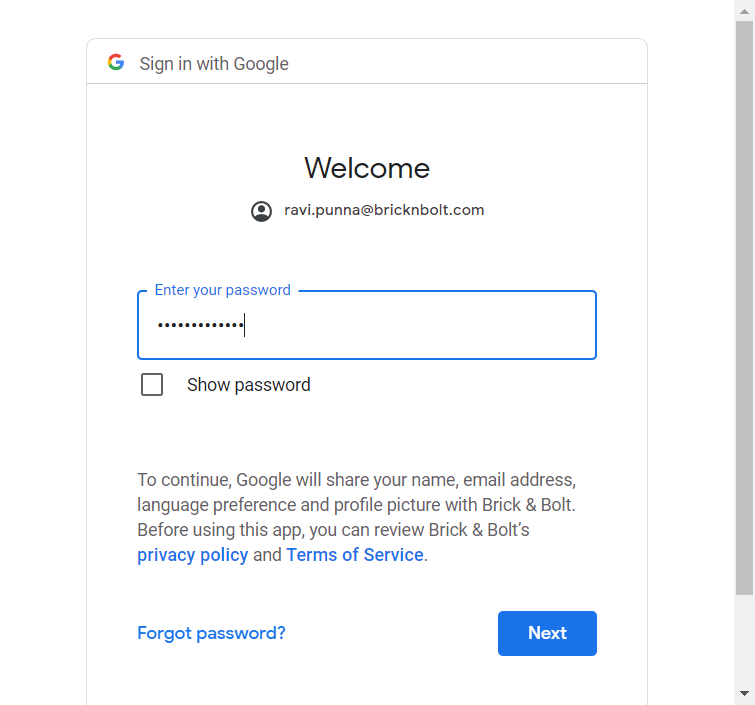 Sign in with Google
Welcome
ravi.punna@bricknbolt.com
Enter your password
•••••••••••••
Show password
To continue, Google will share your name, email address,
language preference and profile picture with Brick & Bolt.
Before using this app, you can review Brick & Bolt’s
privacy policy and Terms of Service.
Forgot password?
Next